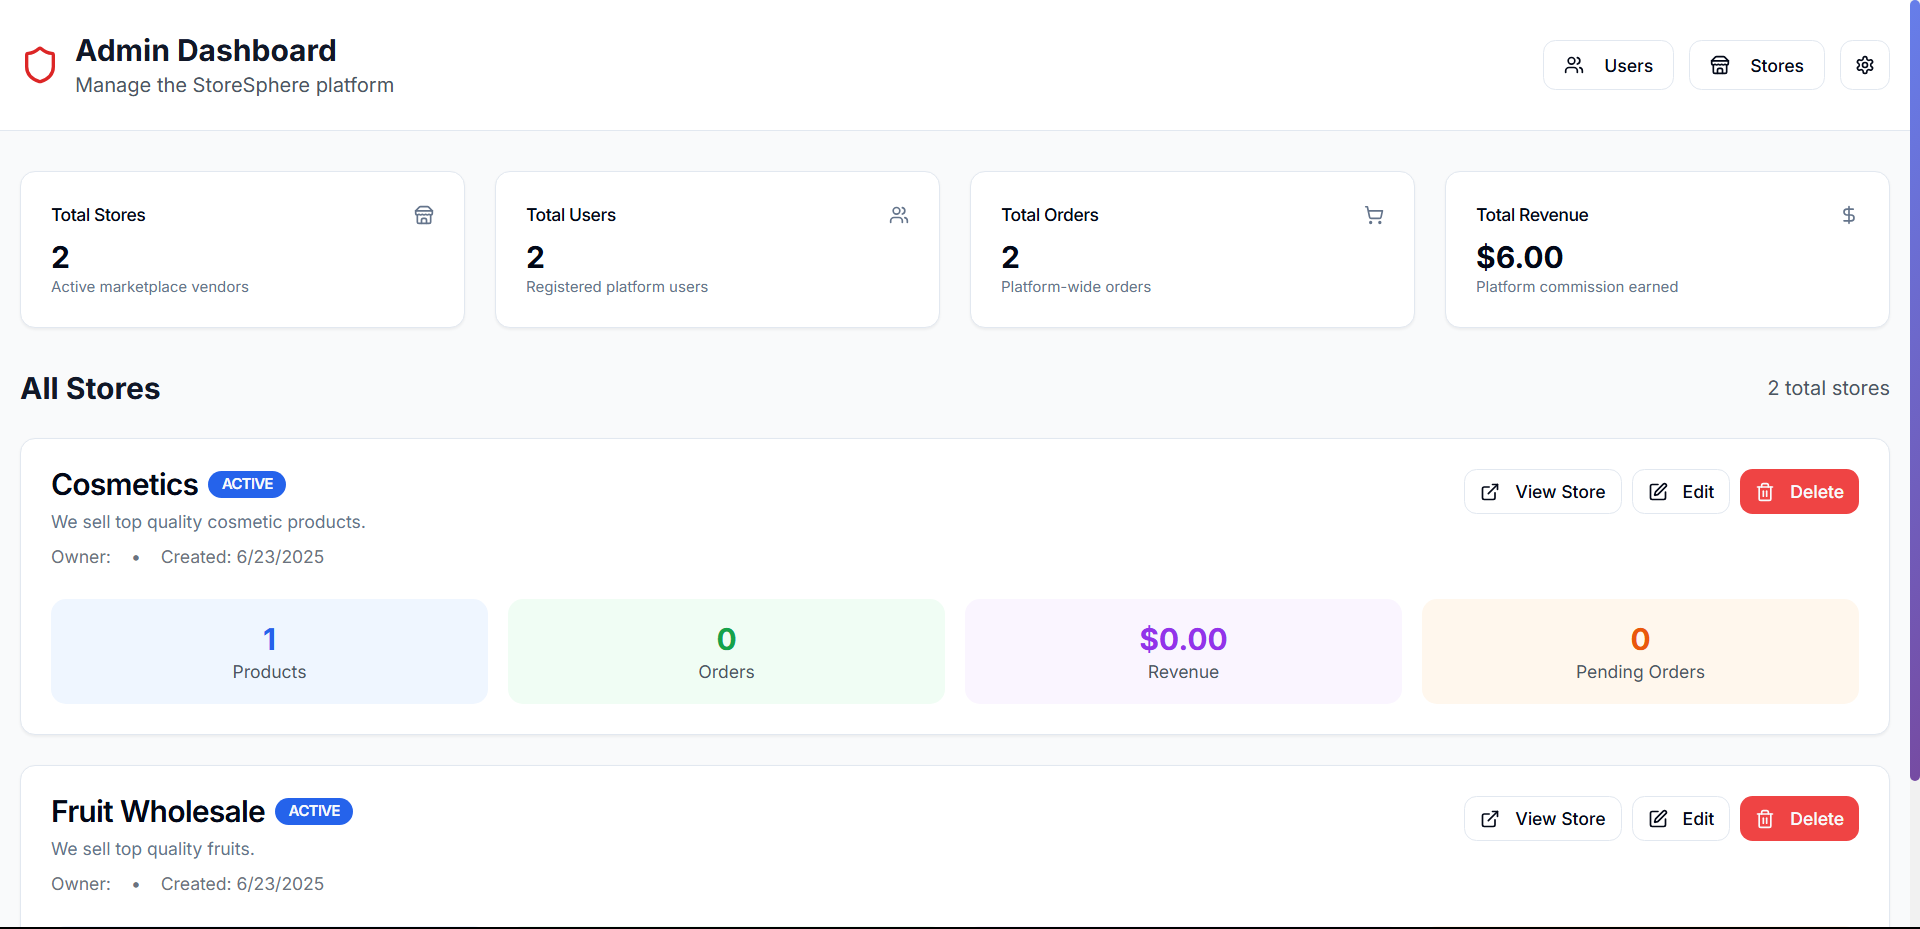 Admin Dashboard
Manage the StoreSphere platform
Users
Stores
Total Stores
2
Active marketplace vendors
Total Users
2
Registered platform users
Total Orders
2
Platform-wide orders
Total Revenue
$6.00
Platform commission earned
All Stores
2 total stores
Cosmetics ACTIVE
We sell top quality cosmetic products.
Owner: • Created: 6/23/2025
View Store
Edit
Delete
1
Products
0
Orders
$0.00
Revenue
0
Pending Orders
Fruit Wholesale ACTIVE
We sell top quality fruits.
Owner: • Created: 6/23/2025
View Store
Edit
Delete